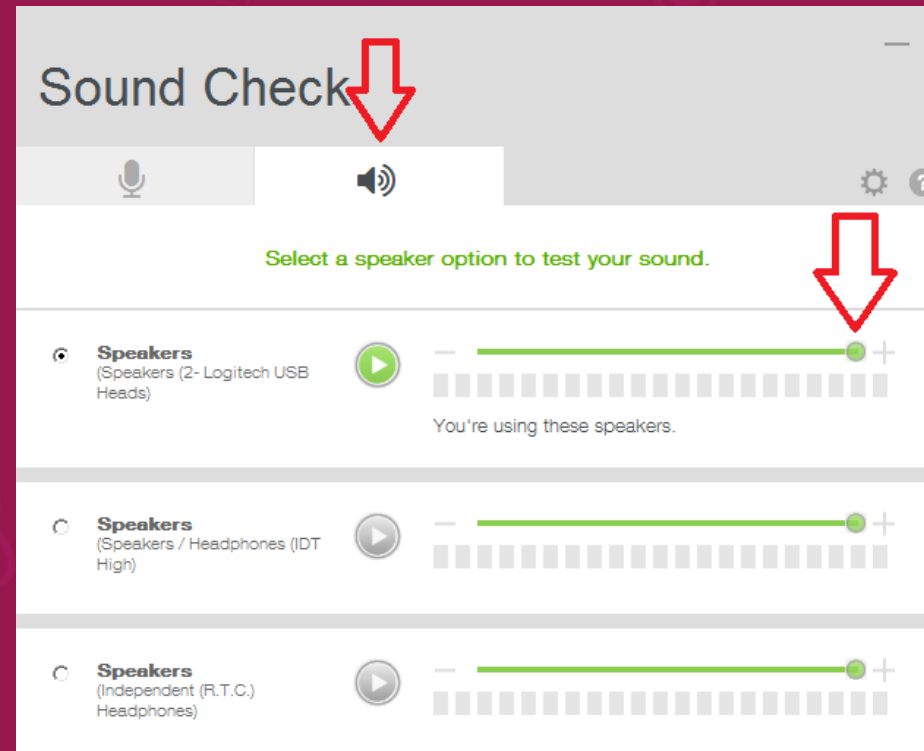 Sound Check
Select a speaker option to test your sound.
Speakers
(Speakers (2- Logitech USB
Heads)
You're using these speakers.
Speakers
(Speakers / Headphones (IDT
High)
Speakers
(Independent (R.T.C.)
Headphones)